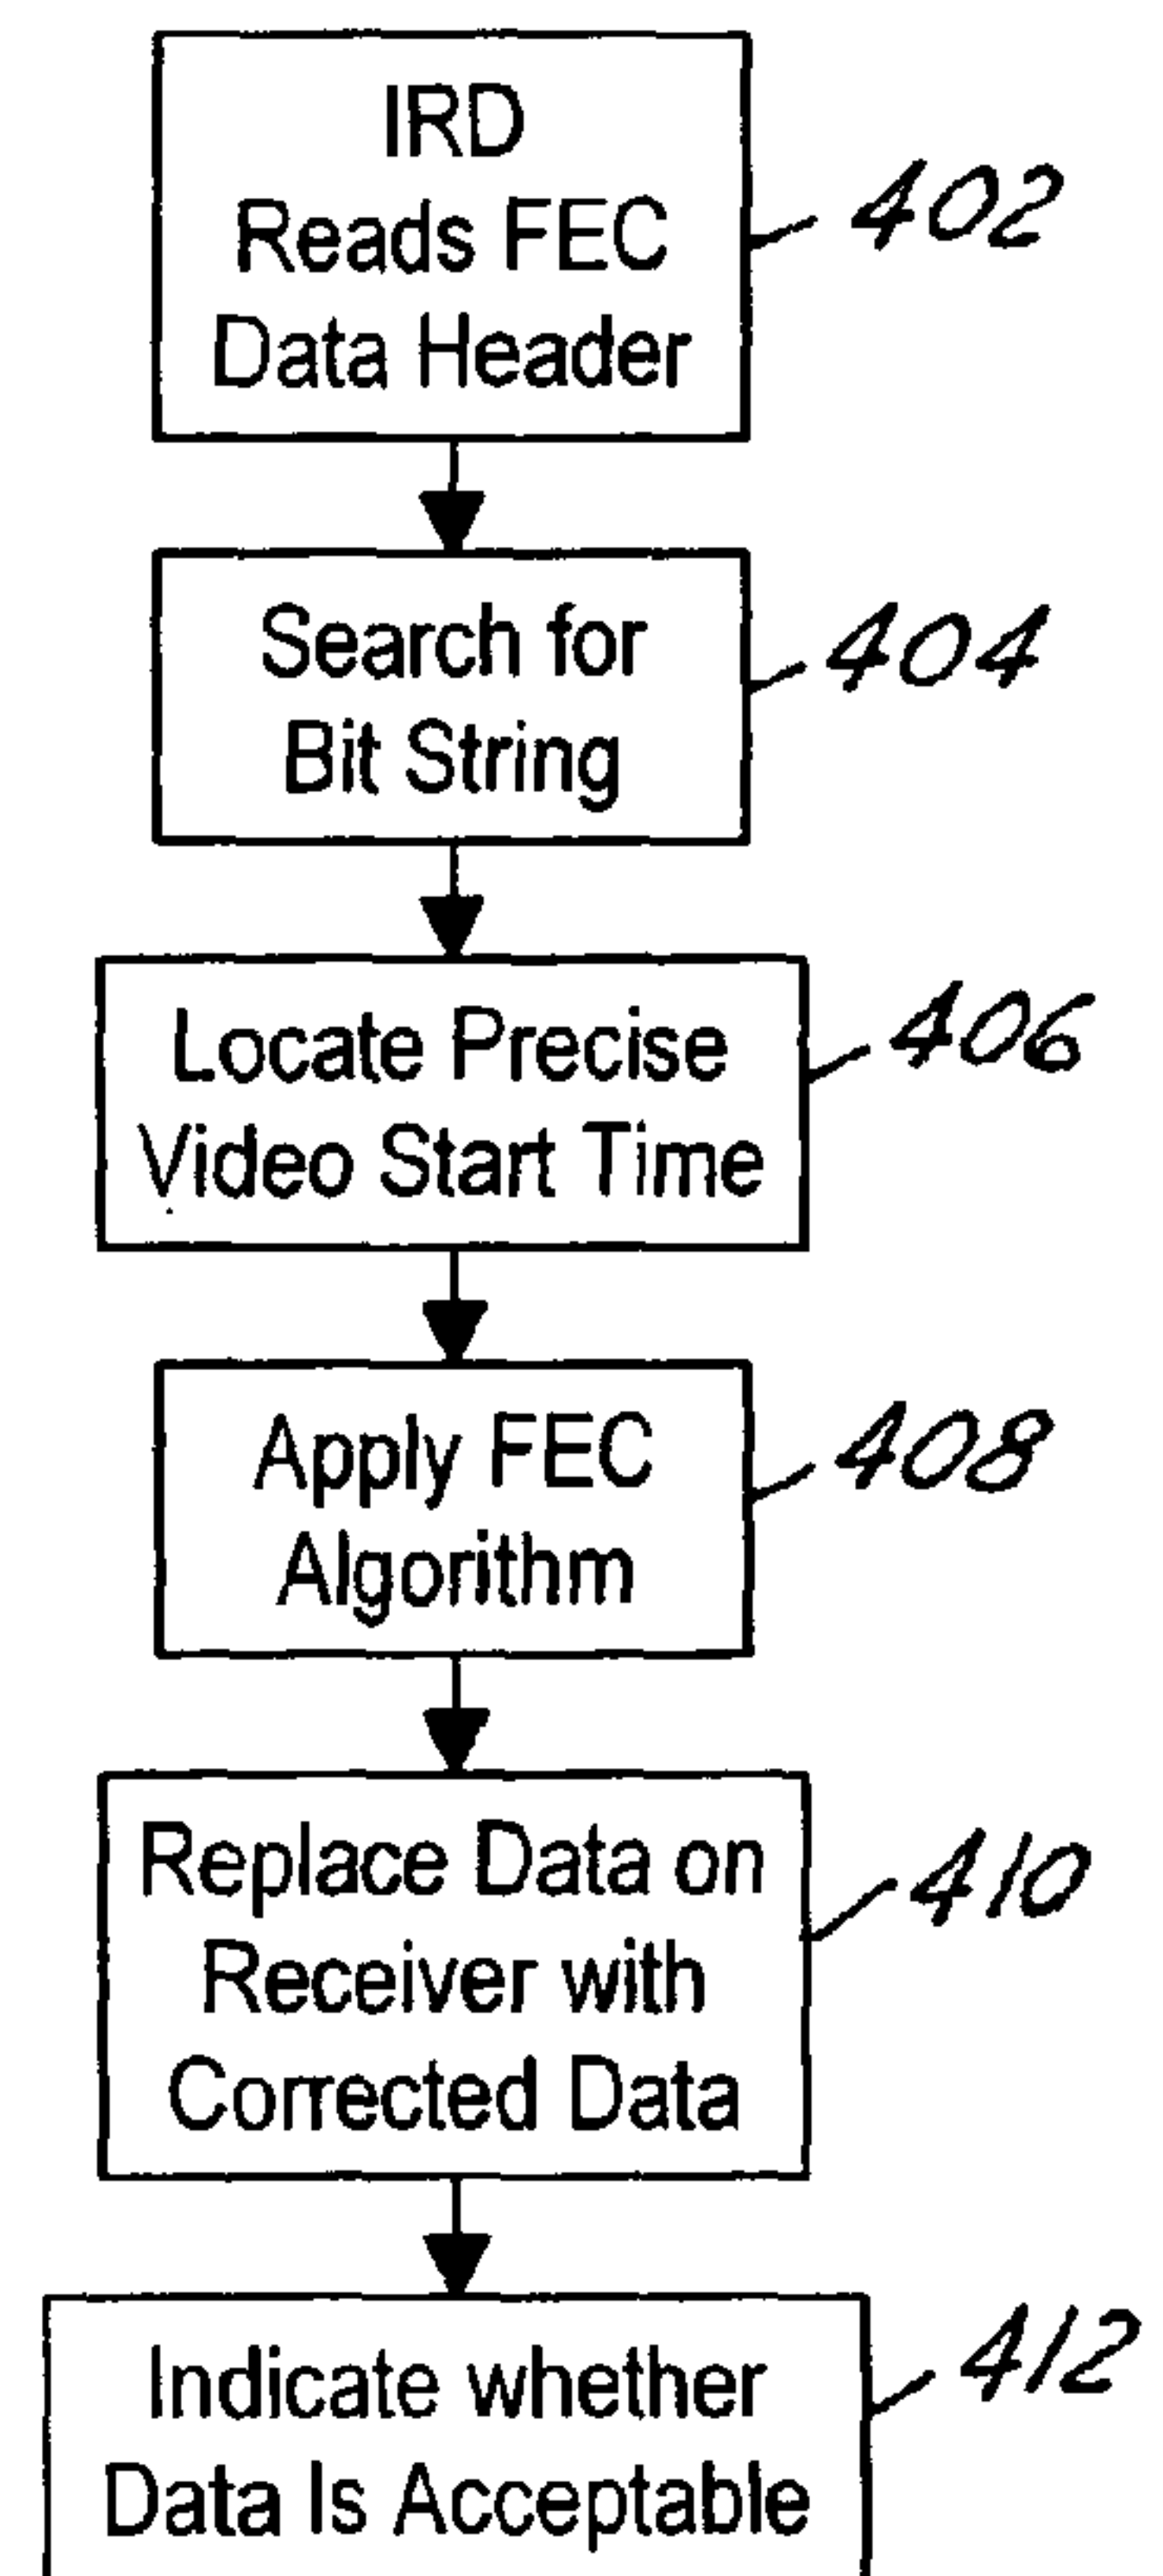 IRD
Reads FEC
Data Header
402
Search for
Bit String
404
Locate Precise
Video Start Time
406
Apply FEC
Algorithm
408
Replace Data on
Receiver with
Corrected Data
410
Indicate whether
Data Is Acceptable
412